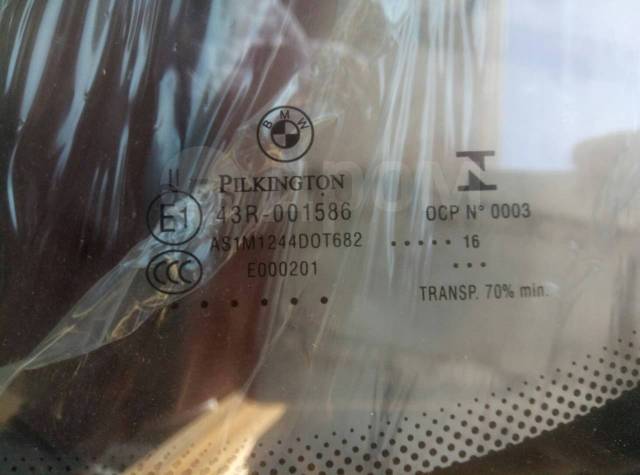 BMW
PILKINGTON
E1 43R-001586
AS1M1244DOT682
CCC E000201
OCP N° 0003
..... 16
...
TRANSP. 70% min.